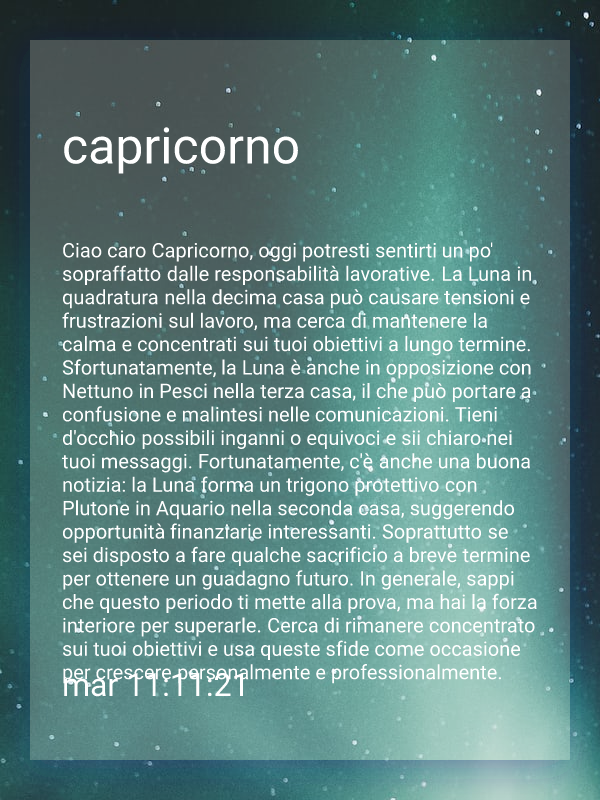 capricorno
Ciao caro Capricorno, oggi potresti sentirti un po'
sopraffatto dalle responsabilità lavorative. La Luna in
quadratura nella decima casa può causare tensioni e
frustrazioni sul lavoro, ma cerca di mantenere la
calma e concentrati sui tuoi obiettivi a lungo termine.
Sfortunatamente, la Luna è anche in opposizione con
Nettuno in Pesci nella terza casa, il che può portare a
confusione e malintesi nelle comunicazioni. Tieni
d'occhio possibili inganni o equivoci e sii chiaro nei
tuoi messaggi. Fortunatamente, c'è anche una buona
notizia: la Luna forma un trigono protettivo con
Plutone in Aquario nella seconda casa, suggerendo
opportunità finanziarie interessanti. Soprattutto se
sei disposto a fare qualche sacrificio a breve termine
per ottenere un guadagno futuro. In generale, sappi
che questo periodo ti mette alla prova, ma hai la forza
interiore per superarle. Cerca di rimanere concentrato
sui tuoi obiettivi e usa queste sfide come occasione
per crescere personalmente e professionalmente.
mar 11:11:21